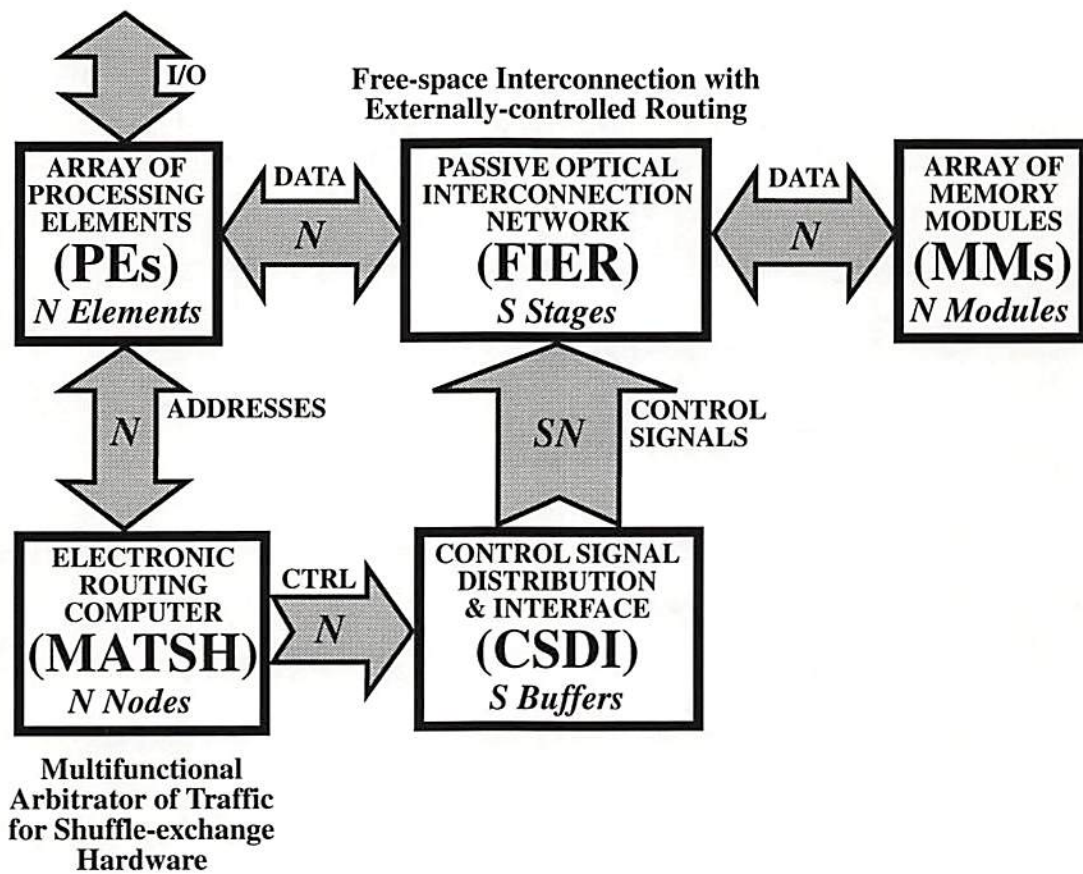 I/O
Free-space Interconnection with
Externally-controlled Routing
ARRAY OF
PROCESSING
ELEMENTS
(PEs)
N Elements
DATA
N
PASSIVE OPTICAL
INTERCONNECTION
NETWORK
(FIER)
S Stages
DATA
N
ARRAY OF
MEMORY
MODULES
(MMs)
N Modules
N
ADDRESSES
SN
CONTROL
SIGNALS
ELECTRONIC
ROUTING
COMPUTER
(MATSH)
N Nodes
CTRL
N
CONTROL SIGNAL
DISTRIBUTION
& INTERFACE
(CSDI)
S Buffers
Multifunctional
Arbitrator of Traffic
for Shuffle-exchange
Hardware